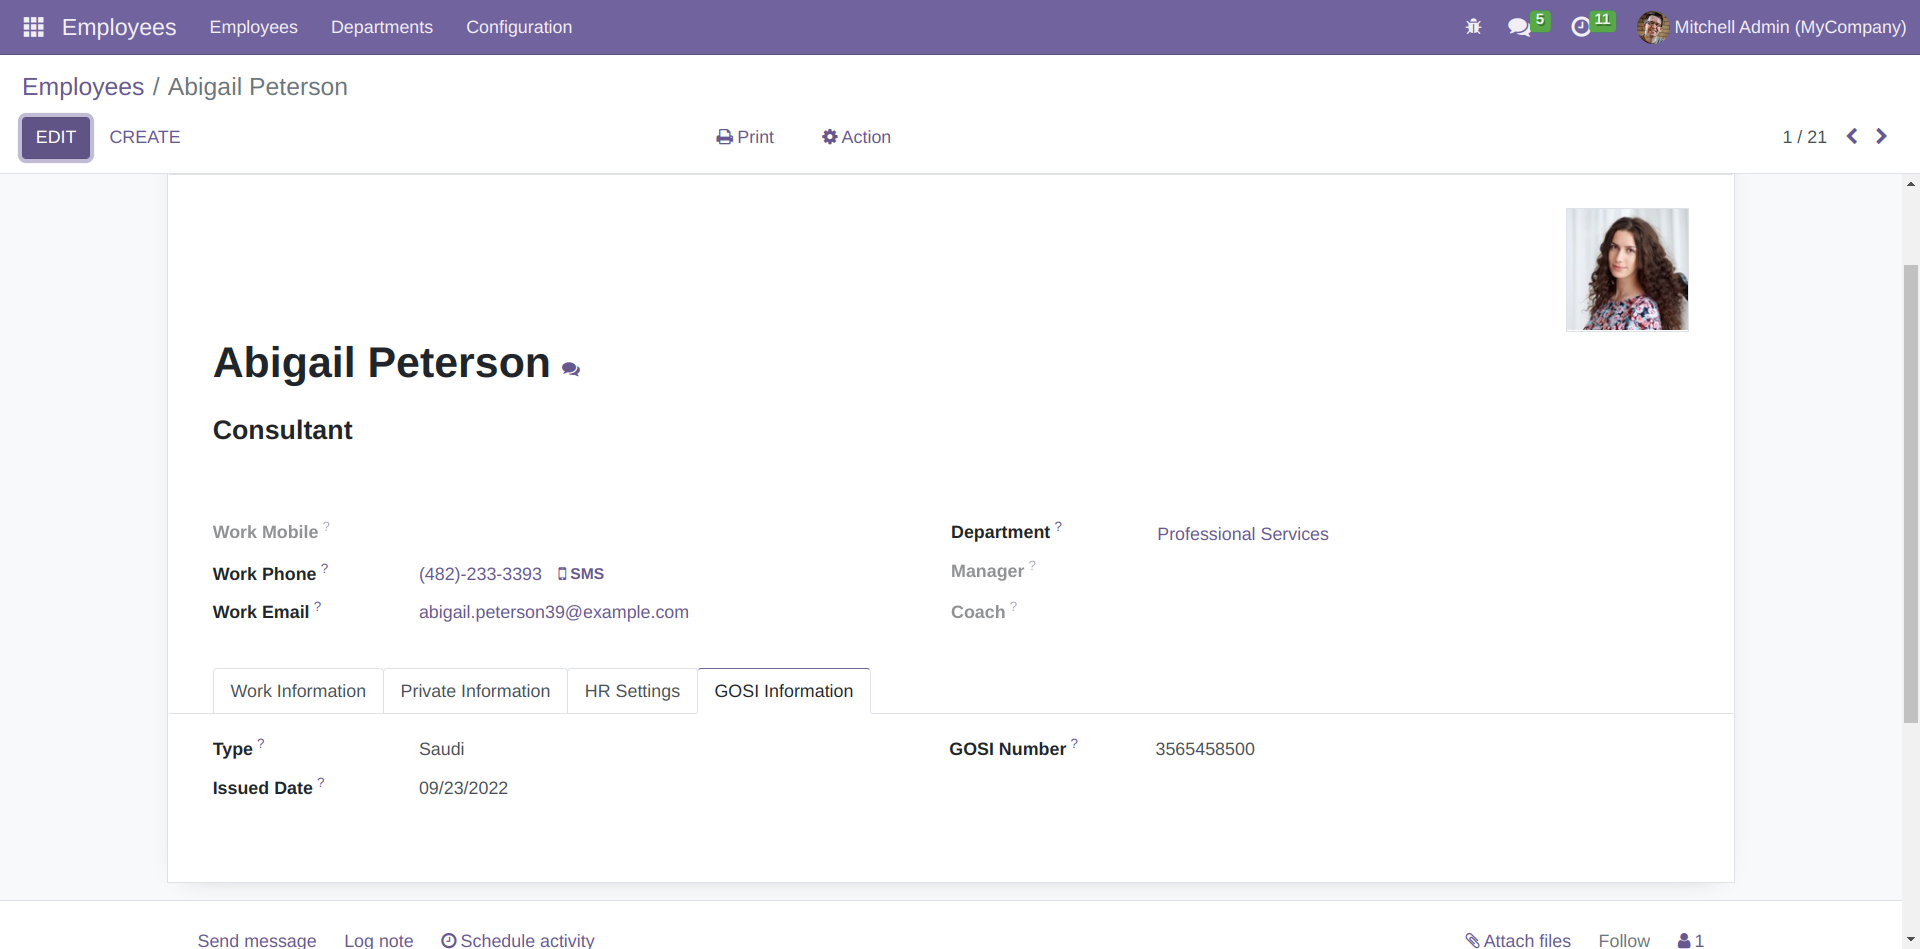 Employees Employees Departments Configuration 5 11 Mitchell Admin (MyCompany)
Employees / Abigail Peterson
EDIT CREATE Print Action 1 / 21
Abigail Peterson
Consultant
Work Mobile ? Department ? Professional Services
Work Phone ? (482)-233-3393 SMS Manager ?
Work Email ? abigail.peterson39@example.com Coach ?
Work Information Private Information HR Settings GOSI Information
Type ? Saudi GOSI Number ? 3565458500
Issued Date ? 09/23/2022
Send message Log note Schedule activity Attach files Follow 1